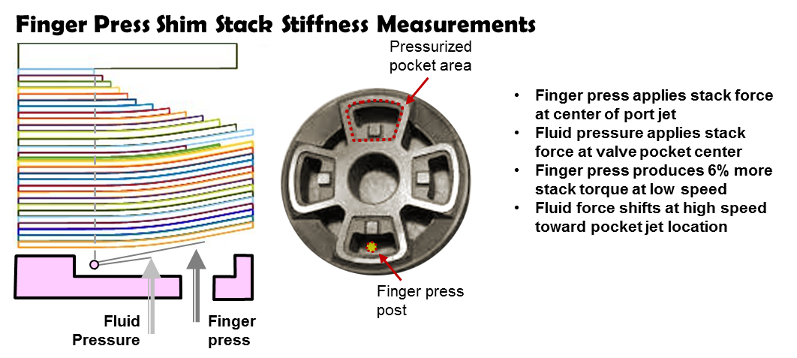 Finger Press Shim Stack Stiffness Measurements
Pressurized
pocket area
• Finger press applies stack force
at center of port jet
• Fluid pressure applies stack
force at valve pocket center
• Finger press produces 6% more
stack torque at low speed
• Fluid force shifts at high speed
toward pocket jet location
Finger press
post
Fluid
Pressure
Finger
press